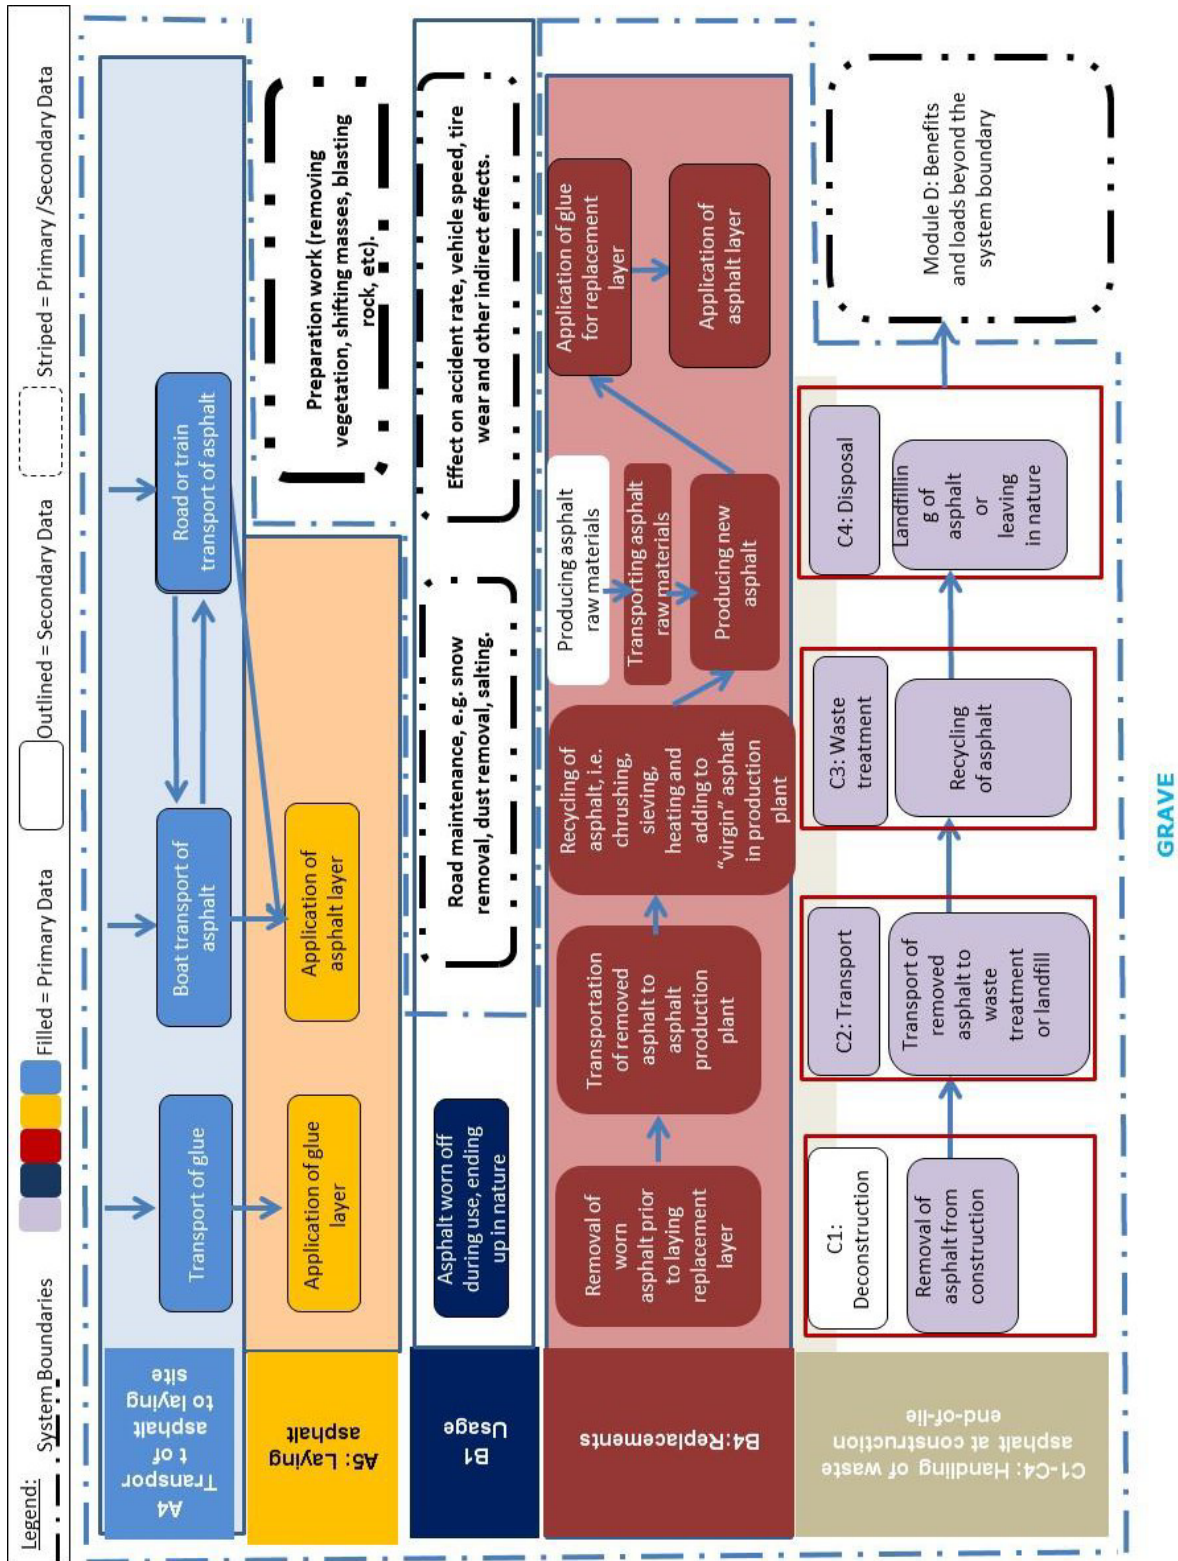 Legend:
System Boundaries
Filled = Primary Data
Outlined = Secondary Data
Striped = Primary /Secondary Data
A4
Transpor
t of
asphalt
to laying
site
Transport of glue
Boat transport of
asphalt
Road or train
transport of asphalt
A5: Laying
asphalt
Application of glue
layer
Application of
asphalt layer
Preparation work (removing
vegetation, shifting masses, blasting
rock, etc).
B1
Usage
Asphalt worn off
during use, ending
up in nature
Road maintenance, e.g. snow
removal, dust removal, salting.
Effect on accident rate, vehicle speed, tire
wear and other indirect effects.
B4:Replacements
Removal of
worn
asphalt prior
to laying
replacement
layer
Transportation
of removed
asphalt to
asphalt
production
plant
Recycling of
asphalt, i.e.
chrushing,
sieving,
heating and
adding to
“virgin” asphalt
in production
plant
Producing asphalt
raw materials
Transporting asphalt
raw materials
Producing new
asphalt
Application of glue
for replacement
layer
Application of
asphalt layer
C1-C4: Handling of waste
asphalt at construction
end-of-lie
C1:
Deconstruction
Removal of
asphalt from
construction
C2: Transport
Transport of
removed
asphalt to
waste
treatment
or landfill
C3: Waste
treatment
Recycling
of asphalt
C4: Disposal
Landfillin
g of
asphalt
or
leaving
in nature
Module D: Benefits
and loads beyond the
system boundary
GRAVE